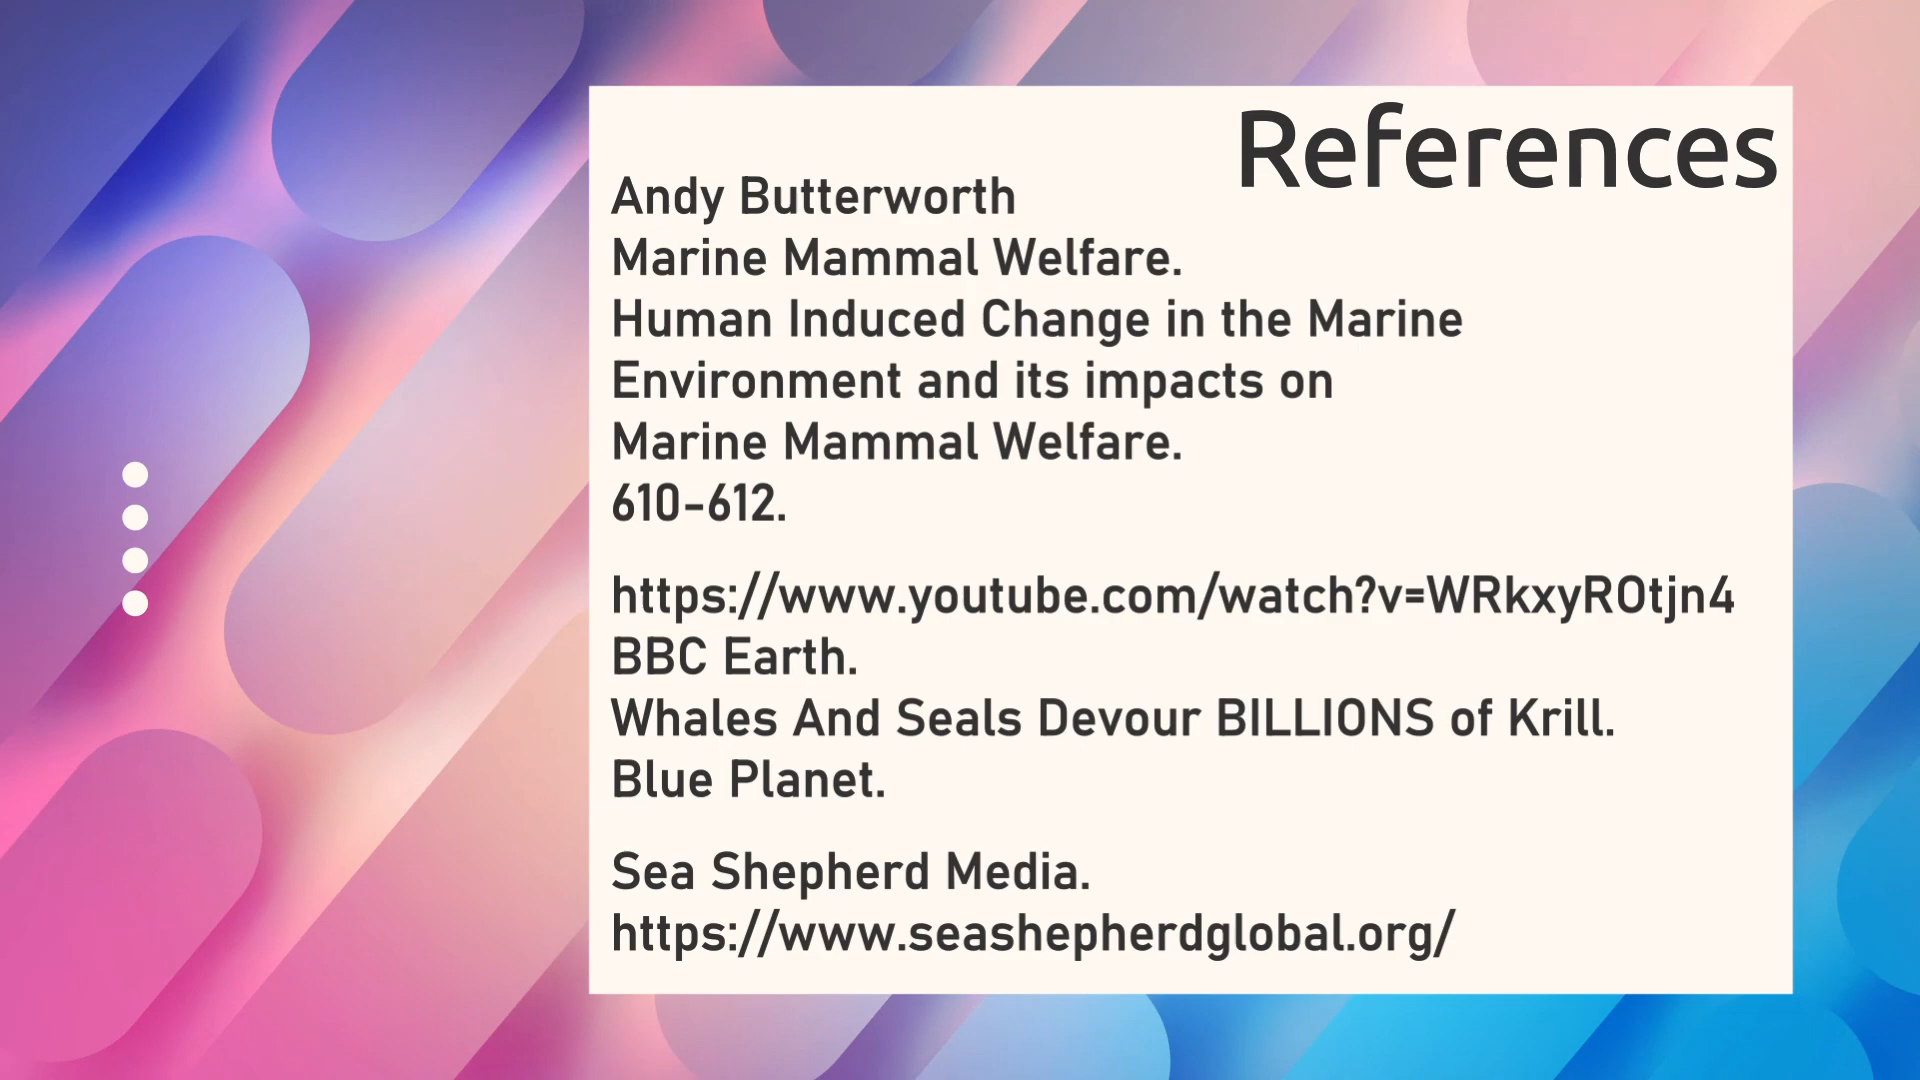 References
Andy Butterworth
Marine Mammal Welfare.
Human Induced Change in the Marine
Environment and its impacts on
Marine Mammal Welfare.
610-612.
https://www.youtube.com/watch?v=WRkxyROtjn4
BBC Earth.
Whales And Seals Devour BILLIONS of Krill.
Blue Planet.
Sea Shepherd Media.
https://www.seashepherdglobal.org/